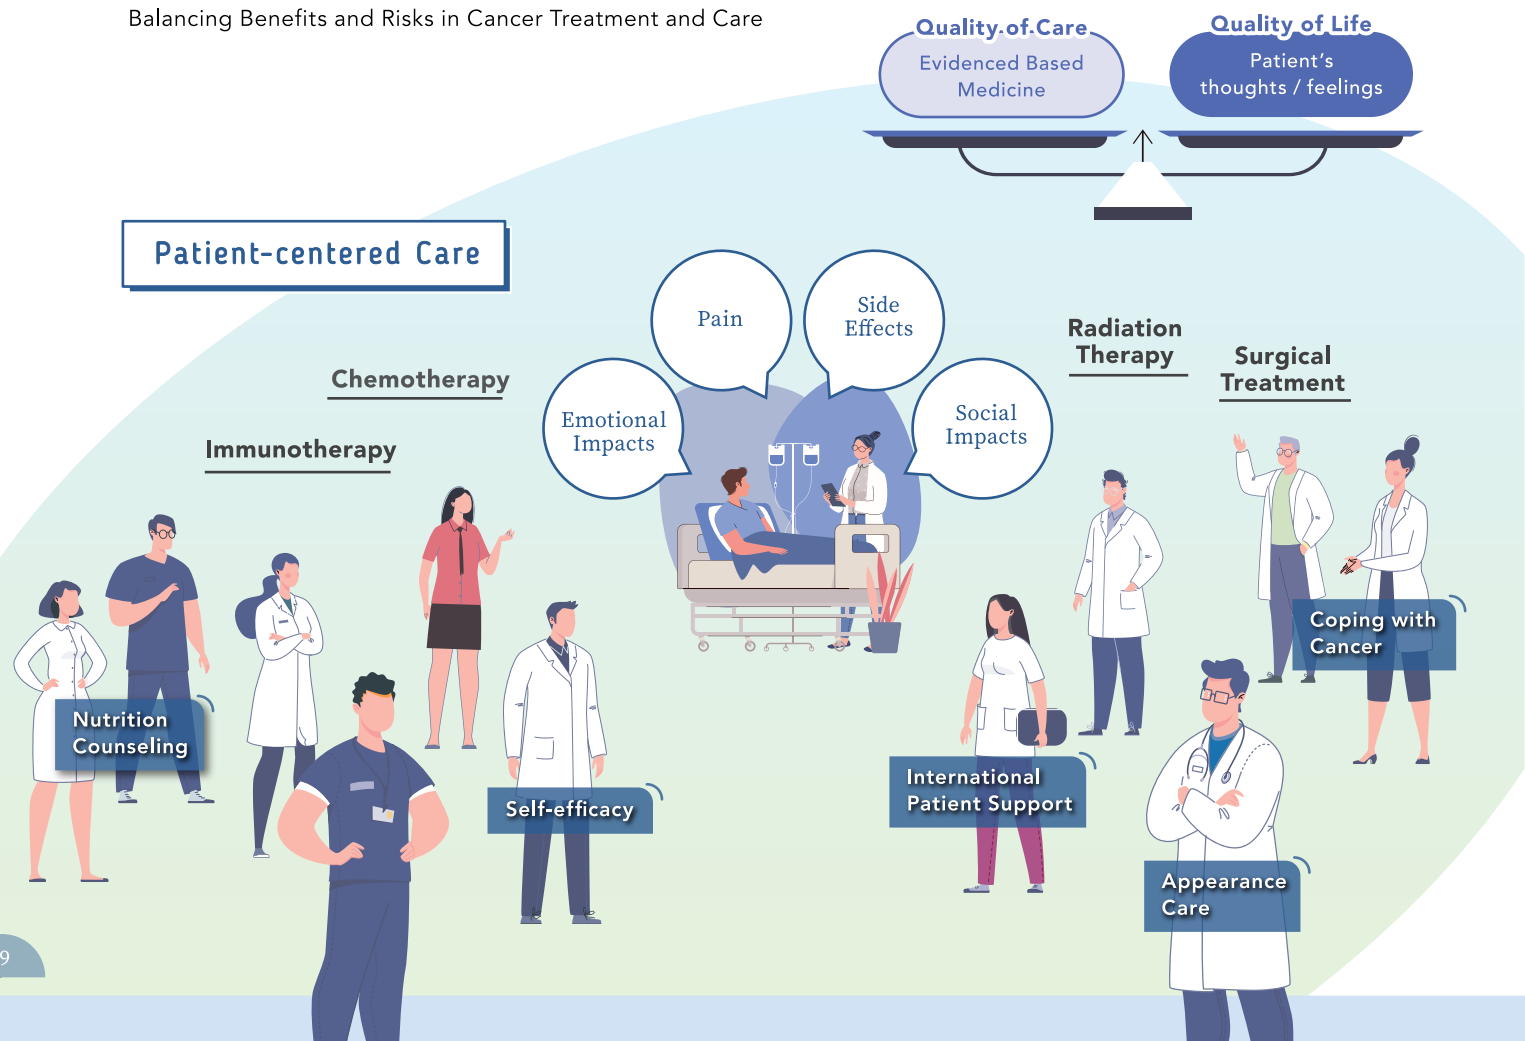 Balancing Benefits and Risks in Cancer Treatment and Care
Quality of Care
Evidenced Based
Medicine
Quality of Life
Patient's
thoughts / feelings
Patient-centered Care
Pain
Side
Effects
Emotional
Impacts
Social
Impacts
Chemotherapy
Immunotherapy
Radiation
Therapy
Surgical
Treatment
Nutrition
Counseling
Self-efficacy
International
Patient Support
Coping with
Cancer
Appearance
Care
9